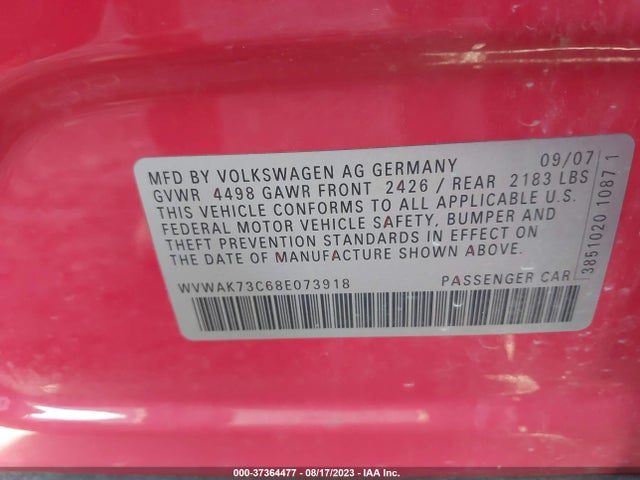 MFD BY VOLKSWAGEN AG GERMANY 09/07
GVWR 4498 GAWR FRONT 2426 / REAR 2183 LBS
THIS VEHICLE CONFORMS TO ALL APPLICABLE U.S.
FEDERAL MOTOR VEHICLE SAFETY, BUMPER AND
THEFT PREVENTION STANDARDS IN EFFECT ON
THE DATE OF MANUFACTURE SHOWN ABOVE.
WVWAK73C68E073918 PASSENGER CAR
3851020 1087 1
000-37364477 - 08/17/2023 - IAA Inc.